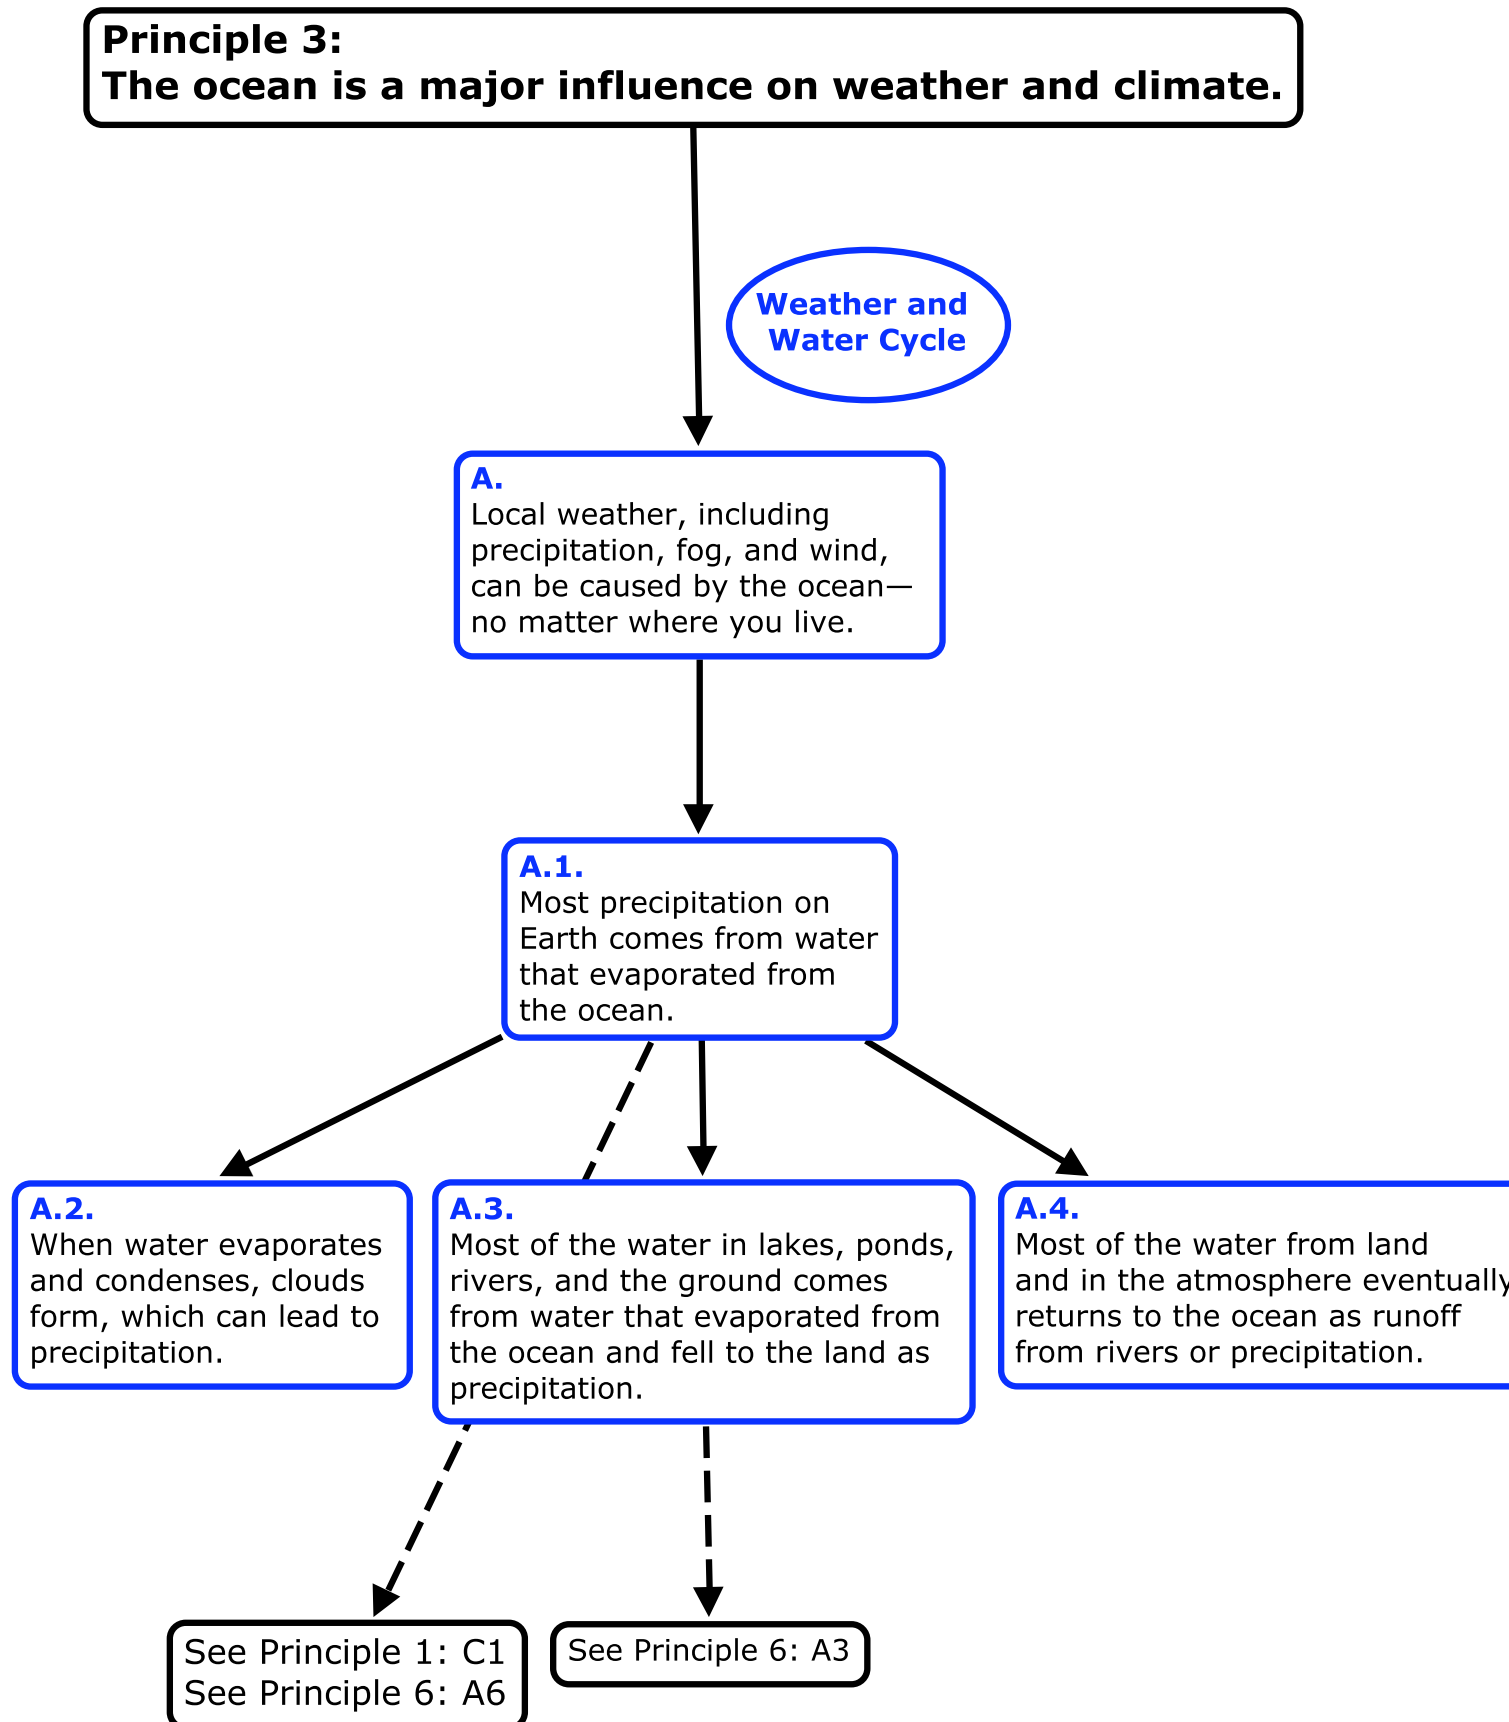 Principle 3:
The ocean is a major influence on weather and climate.
Weather and
Water Cycle
A.
Local weather, including
precipitation, fog, and wind,
can be caused by the ocean—
no matter where you live.
A.1.
Most precipitation on
Earth comes from water
that evaporated from
the ocean.
A.2.
When water evaporates
and condenses, clouds
form, which can lead to
precipitation.
A.3.
Most of the water in lakes, ponds,
rivers, and the ground comes
from water that evaporated from
the ocean and fell to the land as
precipitation.
A.4.
Most of the water from land
and in the atmosphere eventually
returns to the ocean as runoff
from rivers or precipitation.
See Principle 1: C1
See Principle 6: A6
See Principle 6: A3